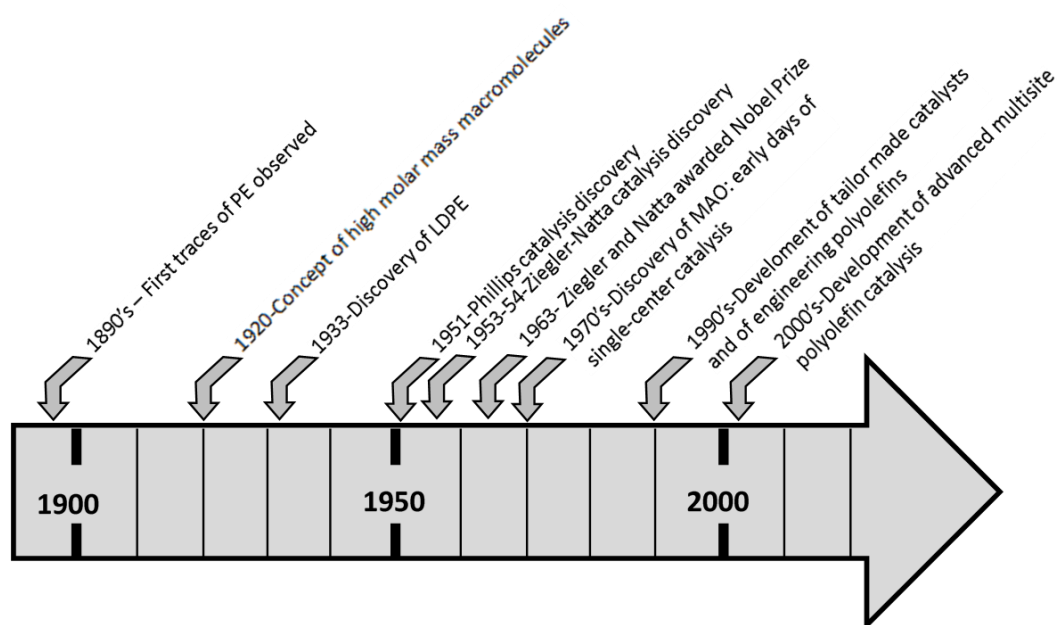 1890's – First traces of PE observed
1920-Concept of high molar mass macromolecules
1933-Discovery of LDPE
1951-Phillips catalysis discovery
1953-54-Ziegler-Natta catalysis discovery
1963- Ziegler and Natta awarded Nobel Prize
1970's-Discovery of MAO: early days of
single-center catalysis
1990's-Develoment of tailor made catalysts
and of engineering polyolefins
2000's-Development of advanced multisite
polyolefin catalysis
1900
1950
2000